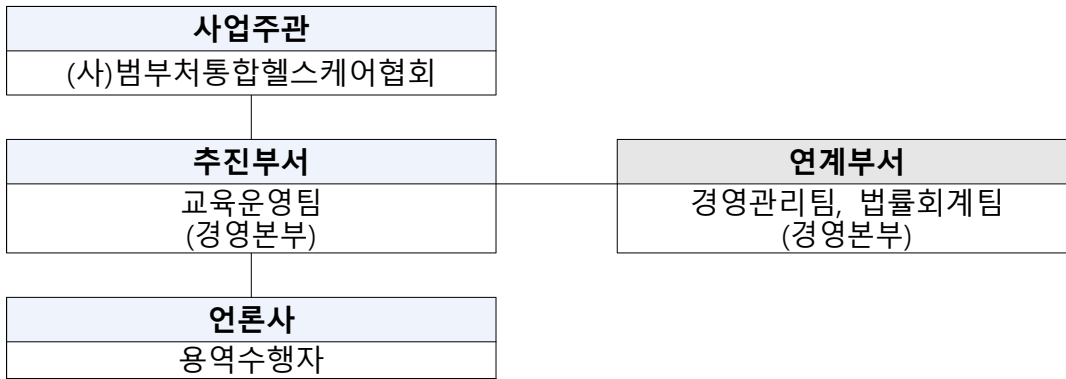 사업주관
(사)범부처통합헬스케어협회
추진부서
교육운영팀
(경영본부)
연계부서
경영관리팀, 법률회계팀
(경영본부)
언론사
용역수행자